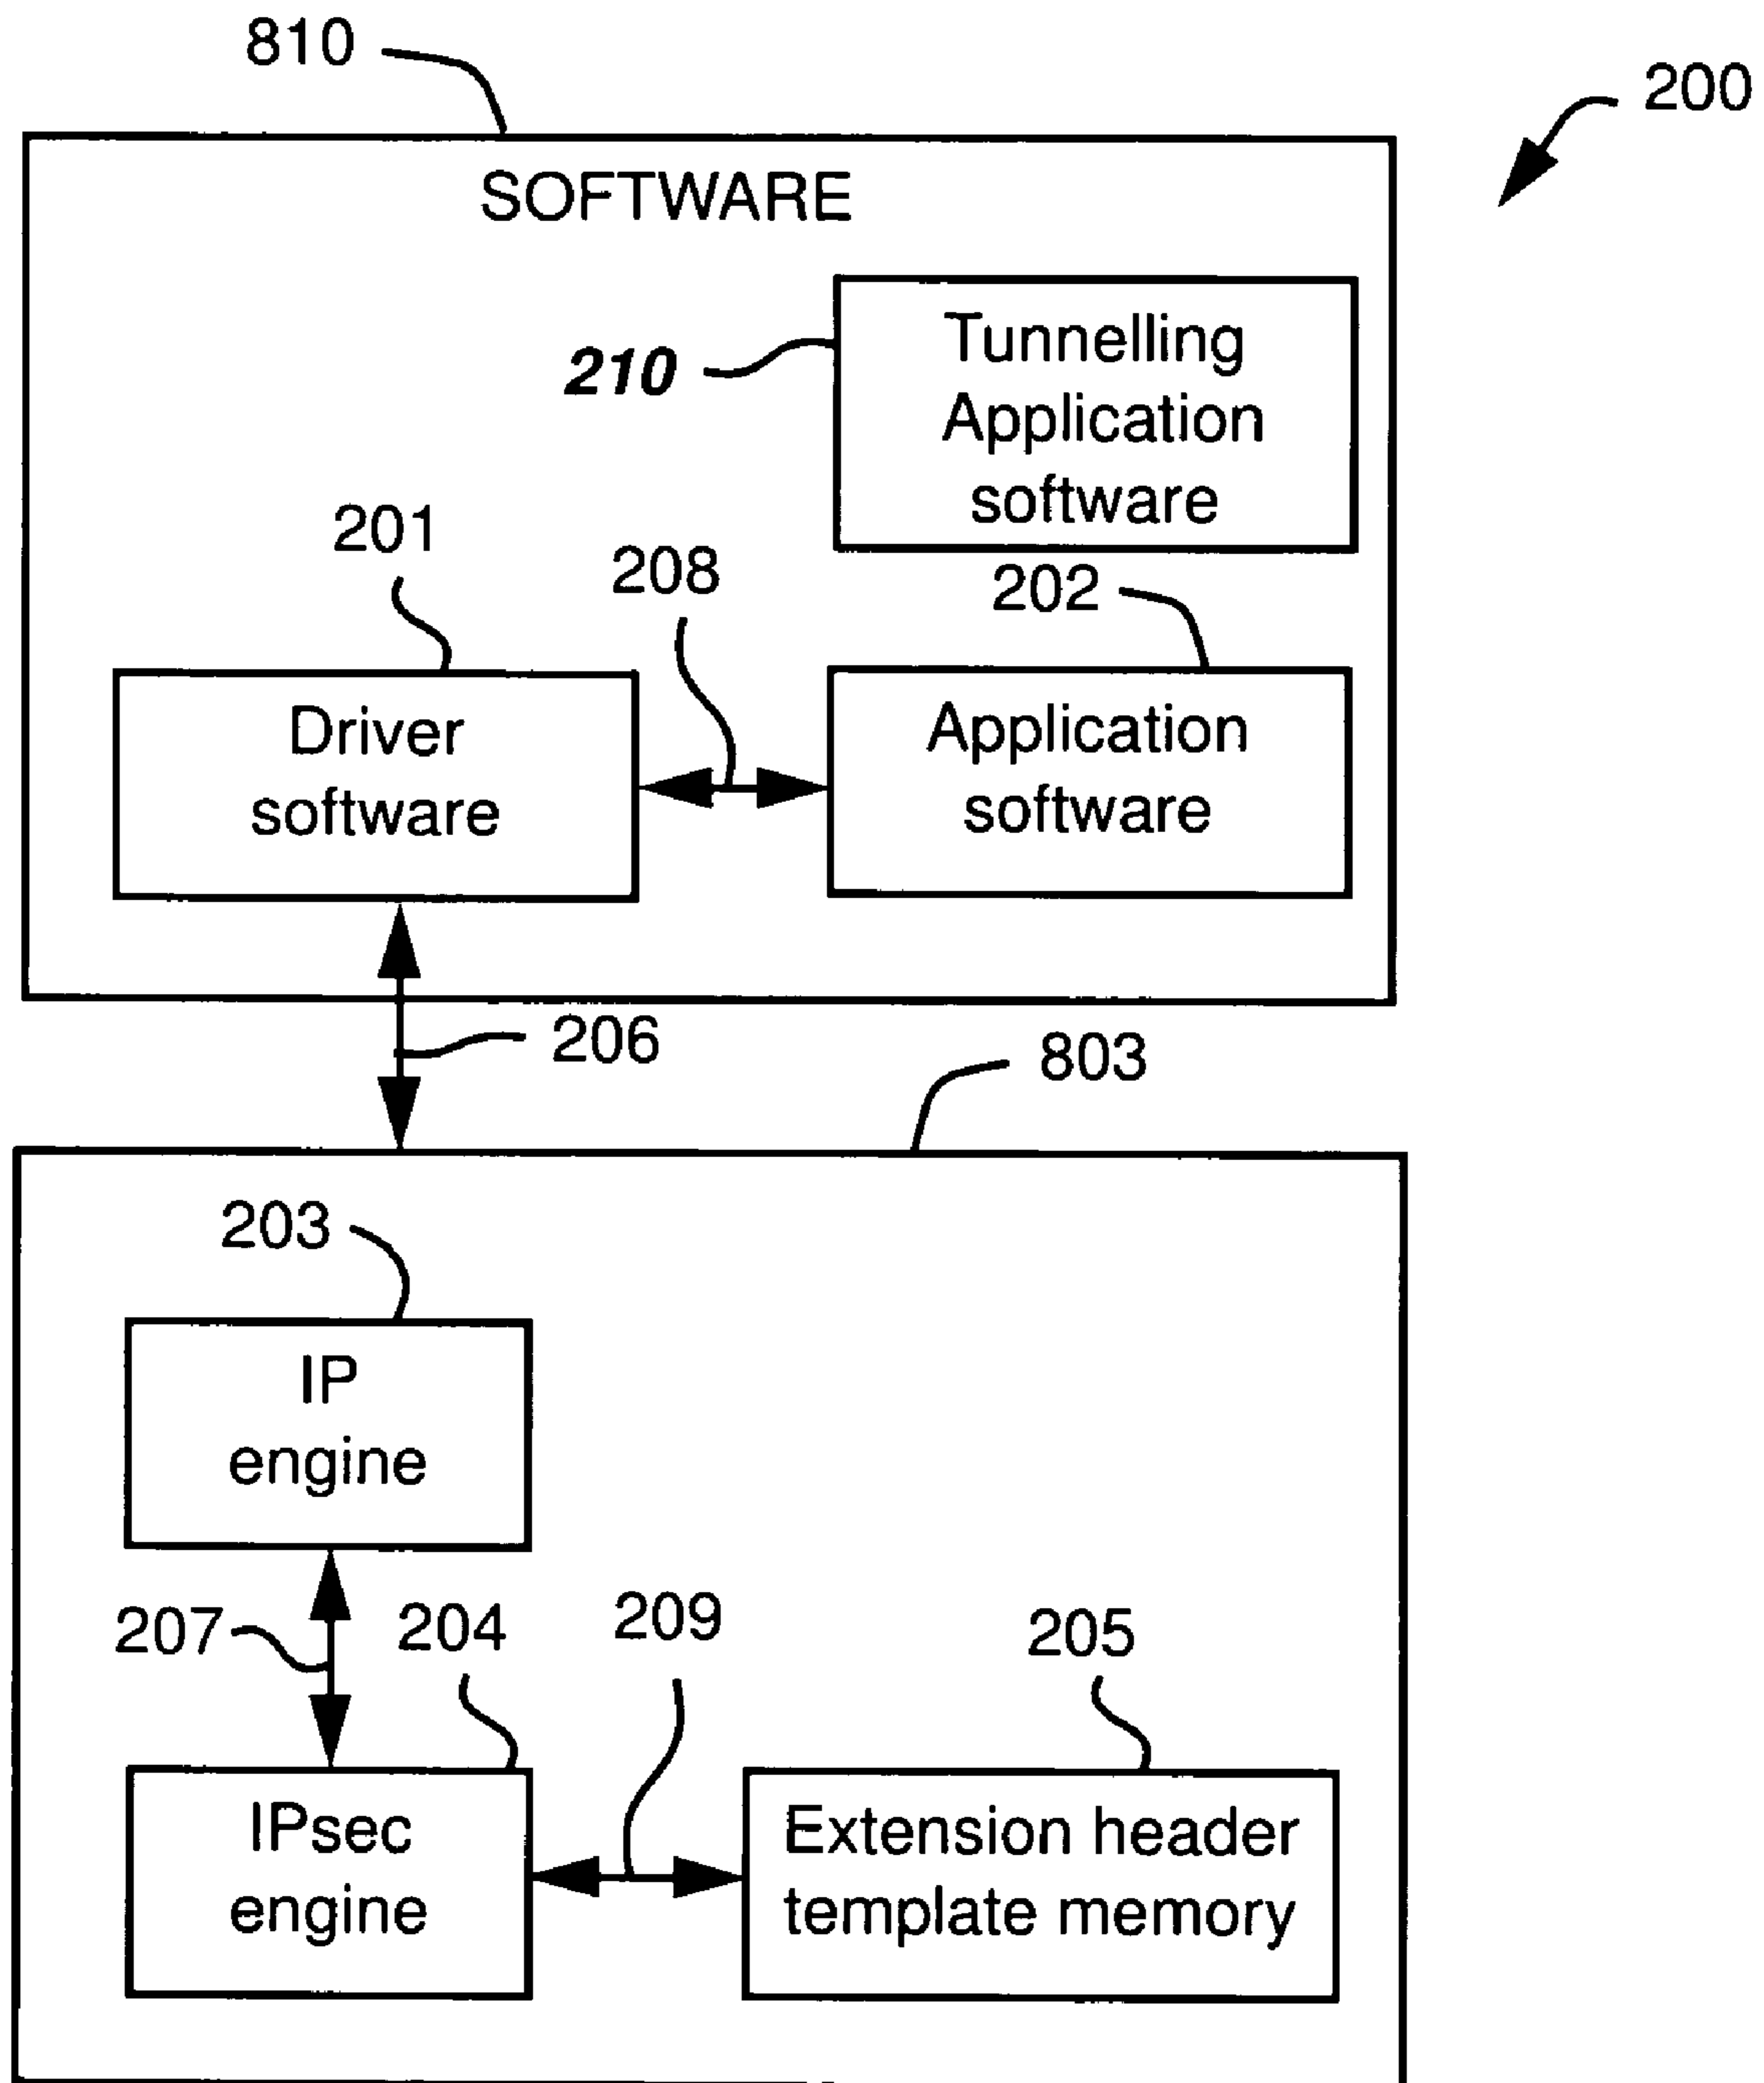 810
200
SOFTWARE
Tunnelling
Application
software
210
201
208
202
Driver
software
Application
software
206
803
203
IP
engine
207
204
209
205
IPsec
engine
Extension header
template memory